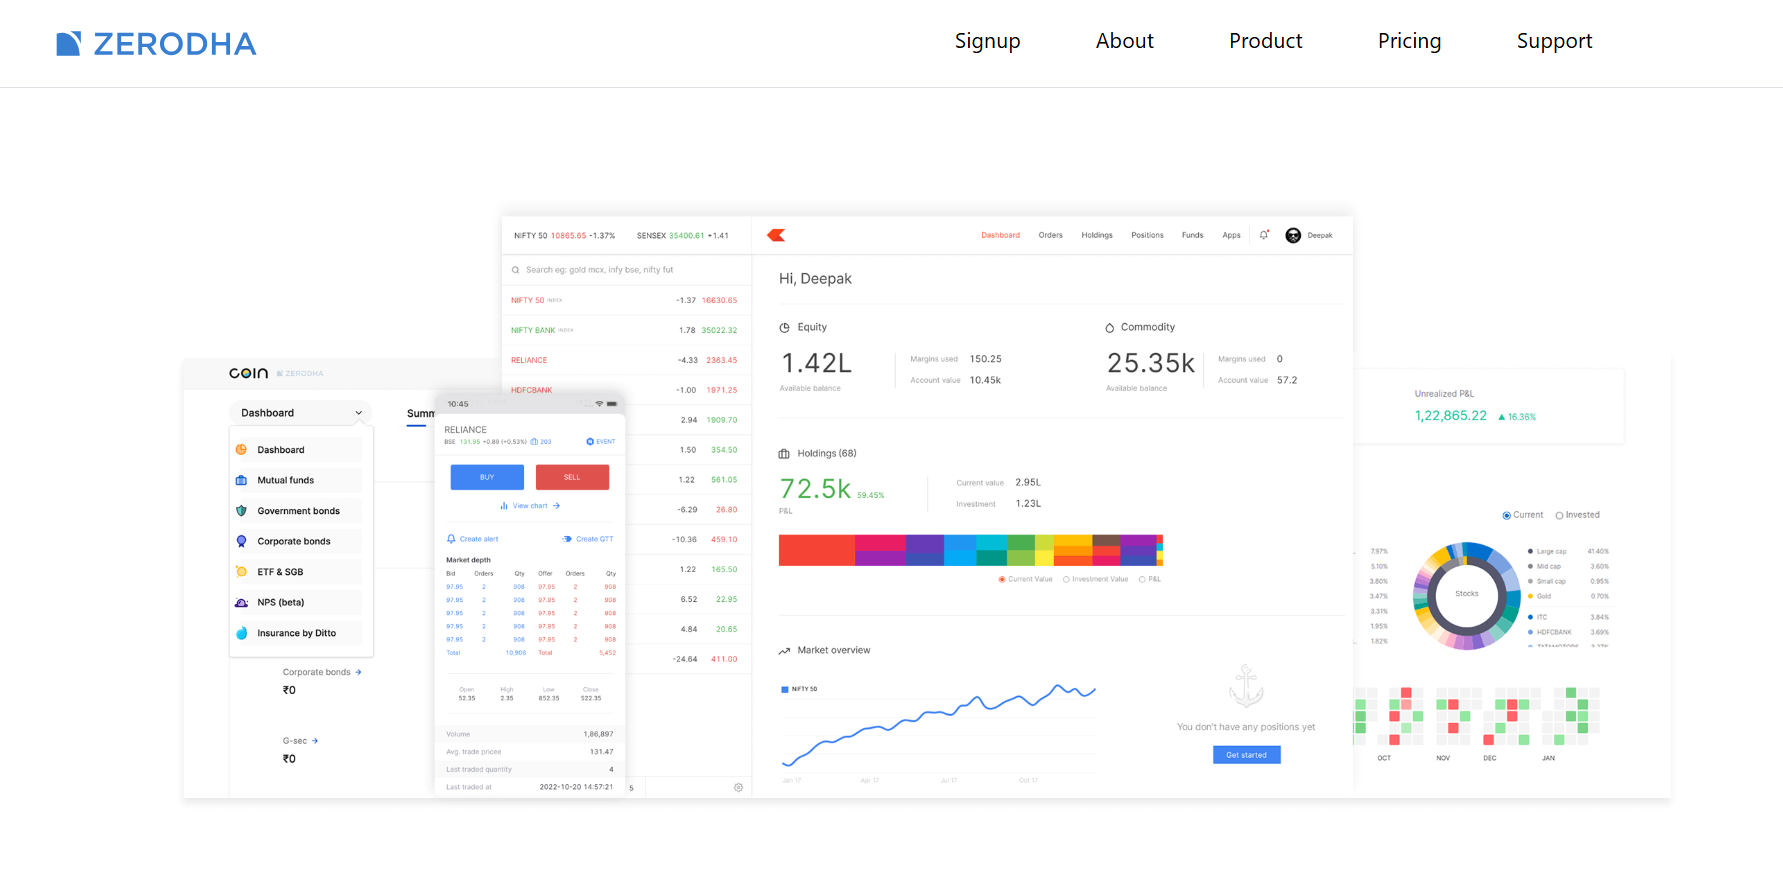 ZERODHA
Signup About Product Pricing Support
NIFTY 50 10865.65 -1.37% SENSEX 35400.61 +1.41
Dashboard Orders Holdings Positions Funds Apps Deepak
Search eg: gold mcx, infy bse, nifty fut
NIFTY 50 INDEX -1.37 16630.65
NIFTY BANK INDEX 1.78 35022.32
RELIANCE -4.33 2363.45
HDFCBANK -1.00 1971.25
2.94 1909.70
1.50 354.50
1.22 561.05
-6.29 26.80
-10.36 459.10
1.22 165.50
6.52 22.95
4.84 20.65
-24.64 411.00
5
Hi, Deepak
Equity
1.42L
Available balance
Margins used 150.25
Account value 10.45k
Commodity
25.35k
Available balance
Margins used 0
Account value 57.2
Holdings (68)
72.5k 59.45%
P&L
Current value 2.95L
Investment 1.23L
Current Value Investment Value P&L
Market overview
NIFTY 50
Jan 17 Apr 17 Jul 17 Oct 17
You don't have any positions yet
Get started
coin ZERODHA
Dashboard
Summ
Dashboard
Mutual funds
Government bonds
Corporate bonds
ETF & SGB
NPS (beta)
Insurance by Ditto
Corporate bonds →
₹0
G-sec →
₹0
10:45
RELIANCE
BSE 131.95 +0.89 (+0.53%) 203 EVENT
BUY SELL
View chart →
Create alert Create GTT
Market depth
Bid Orders Qty Offer Orders Qty
97.95 2 908 97.95 2 908
97.95 2 908 97.95 2 908
97.95 2 908 97.95 2 908
97.95 2 908 97.95 2 908
97.95 2 908 97.95 2 908
Total 10,908 Total 5,452
Open High Low Close
52.35 2.35 852.35 522.35
Volume 1,86,897
Avg. trade pricee 131.47
Last traded quantity 4
Last traded at 2022-10-20 14:57:21
Unrealized P&L
1,22,865.22 ▲ 16.36%
Current Invested
7.97%
5.10%
3.80%
3.47%
3.31%
1.95%
1.82%
Stocks
Large cap 41.40%
Mid cap 3.60%
Small cap 0.95%
Gold 0.70%
ITC 3.84%
HDFCBANK 3.69%
OCT NOV DEC JAN